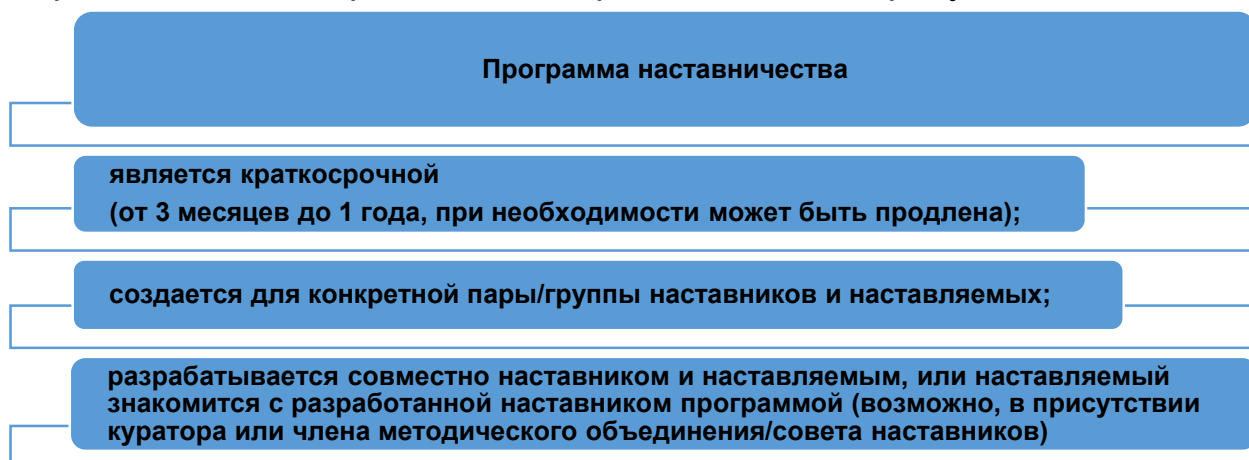 Программа наставничества
является краткосрочной
(от 3 месяцев до 1 года, при необходимости может быть продлена);
создается для конкретной пары/группы наставников и наставляемых;
разрабатывается совместно наставником и наставляемым, или наставляемый
знакомится с разработанной наставником программой (возможно, в присутствии
куратора или члена методического объединения/совета наставников)